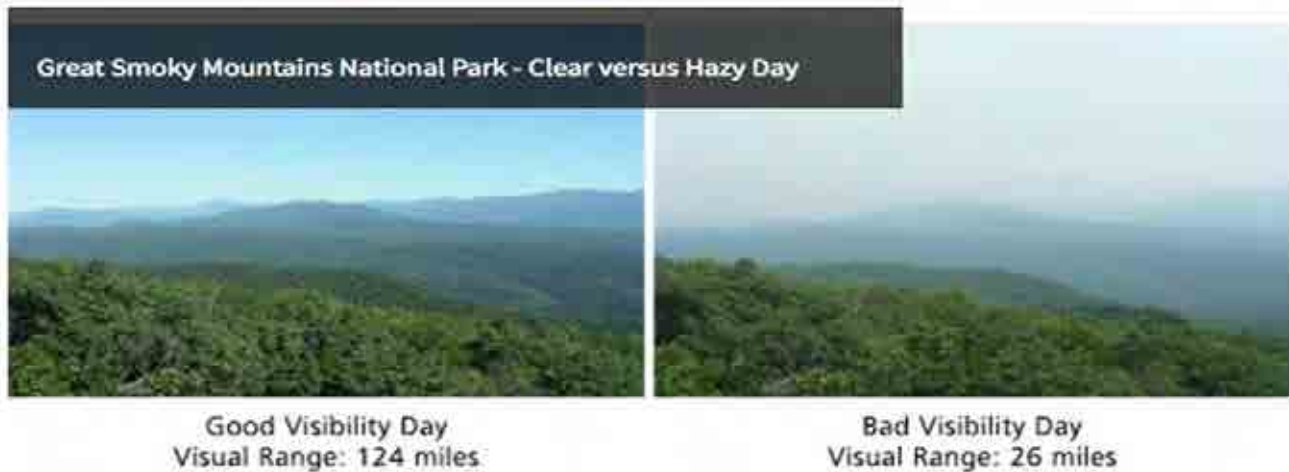 Great Smoky Mountains National Park - Clear versus Hazy Day
Good Visibility Day
Visual Range: 124 miles
Bad Visibility Day
Visual Range: 26 miles